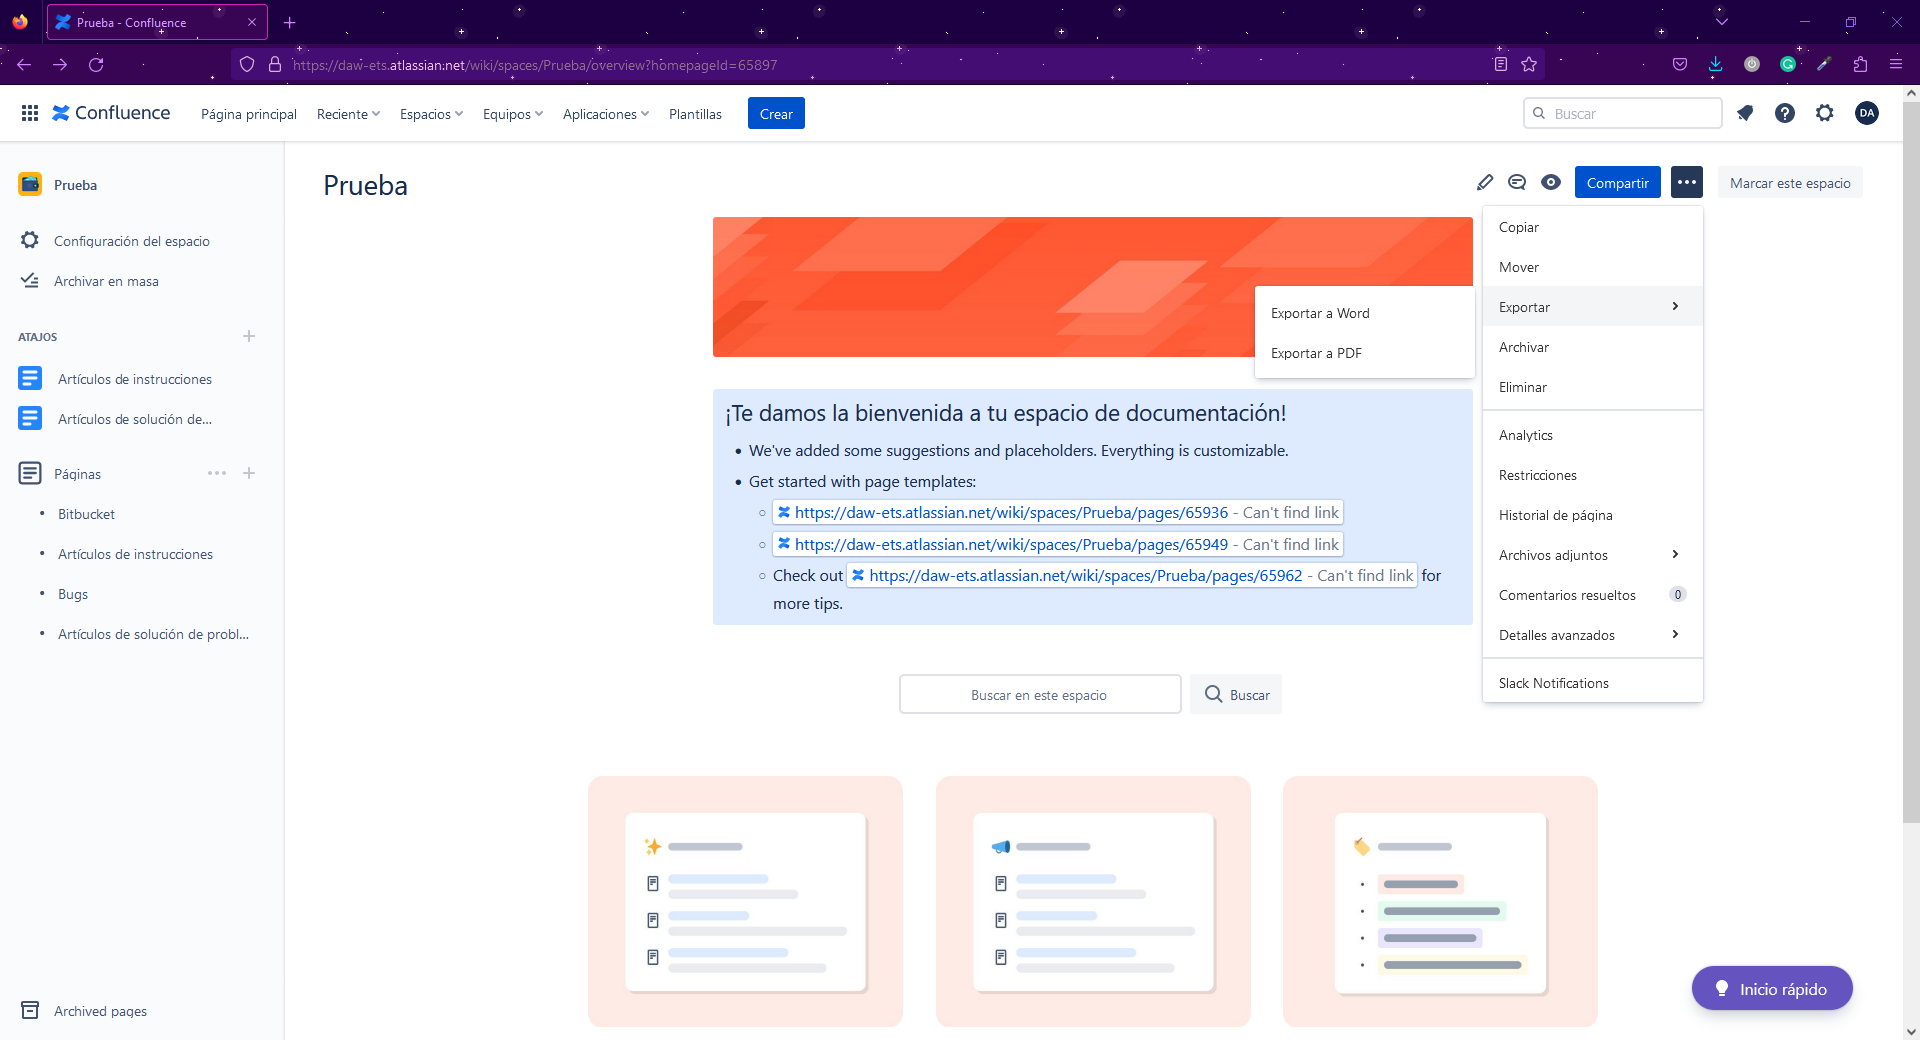 Prueba - Confluence
https://daw-ets.atlassian.net/wiki/spaces/Prueba/overview?homepageId=65897
Confluence
Página principal
Reciente
Espacios
Equipos
Aplicaciones
Plantillas
Crear
Buscar
DA
Prueba
Configuración del espacio
Archivar en masa
ATAJOS
Artículos de instrucciones
Artículos de solución de...
Páginas
Bitbucket
Artículos de instrucciones
Bugs
Artículos de solución de probl...
Archived pages
Prueba
Compartir
Marcar este espacio
Copiar
Mover
Exportar
Exportar a Word
Exportar a PDF
Archivar
Eliminar
Analytics
Restricciones
Historial de página
Archivos adjuntos
Comentarios resueltos 0
Detalles avanzados
Slack Notifications
¡Te damos la bienvenida a tu espacio de documentación!
• We've added some suggestions and placeholders. Everything is customizable.
• Get started with page templates:
○ https://daw-ets.atlassian.net/wiki/spaces/Prueba/pages/65936 - Can't find link
○ https://daw-ets.atlassian.net/wiki/spaces/Prueba/pages/65949 - Can't find link
○ Check out https://daw-ets.atlassian.net/wiki/spaces/Prueba/pages/65962 - Can't find link for
more tips.
Buscar en este espacio
Buscar
Inicio rápido